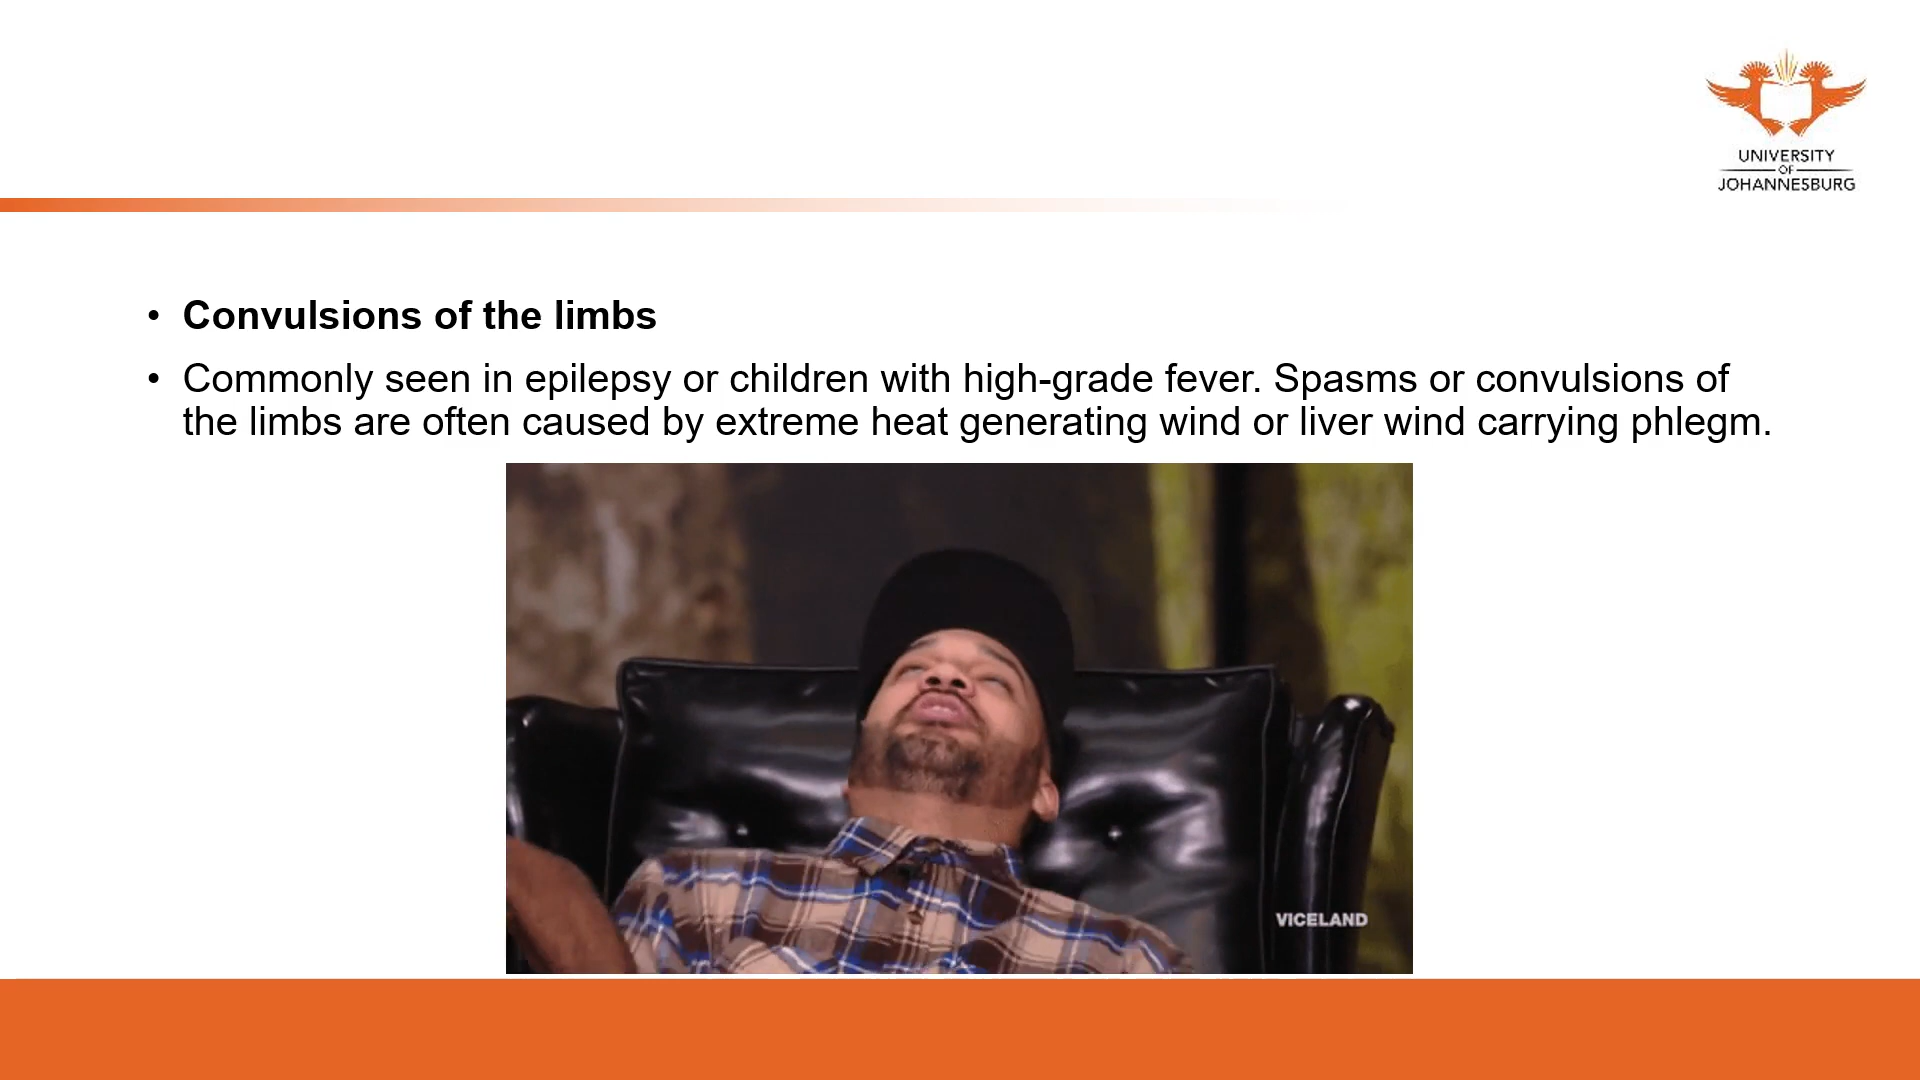 UNIVERSITY
OF
JOHANNESBURG
• Convulsions of the limbs
• Commonly seen in epilepsy or children with high-grade fever. Spasms or convulsions of
the limbs are often caused by extreme heat generating wind or liver wind carrying phlegm.
VICELAND